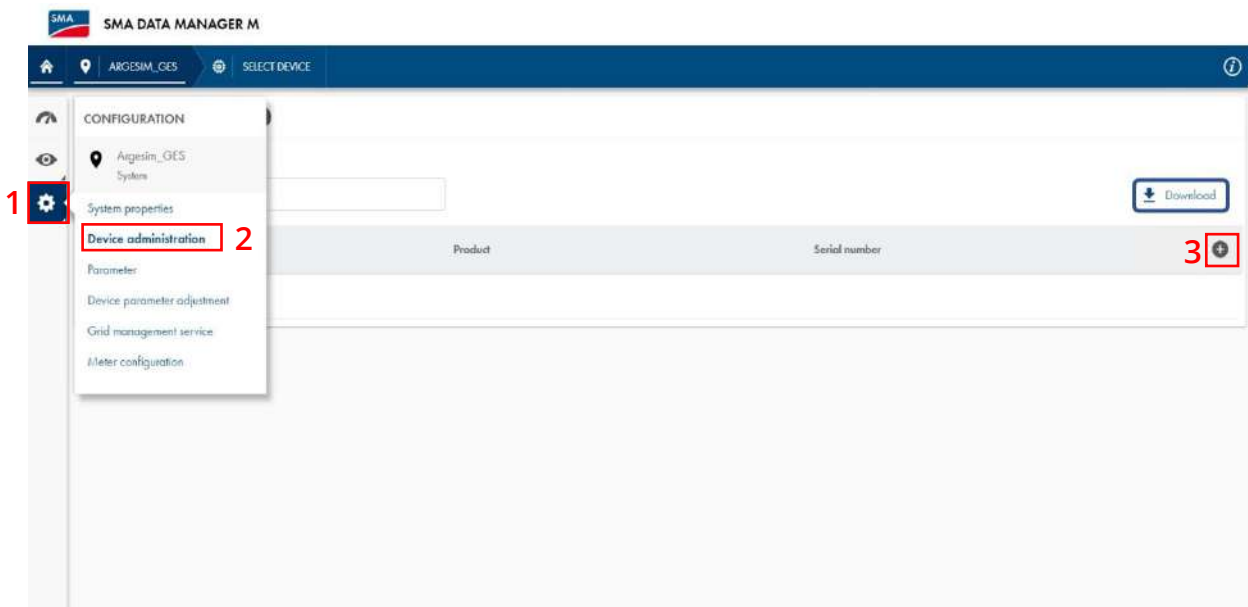 SMA
SMA DATA MANAGER M
ARGESIM_GES
SELECT DEVICE
CONFIGURATION
Argesim_GES
System
1
System properties
Download
Device administration 2
Product
Serial number
3
Parameter
Device parameter adjustment
Grid management service
Meter configuration